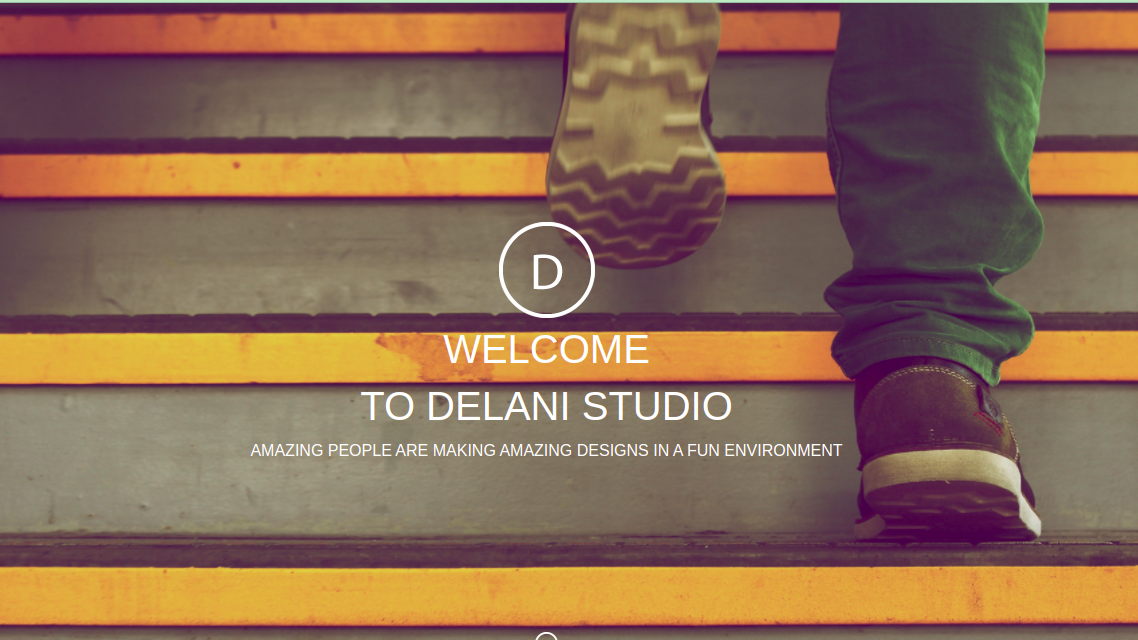 D
WELCOME
TO DELANI STUDIO
AMAZING PEOPLE ARE MAKING AMAZING DESIGNS IN A FUN ENVIRONMENT